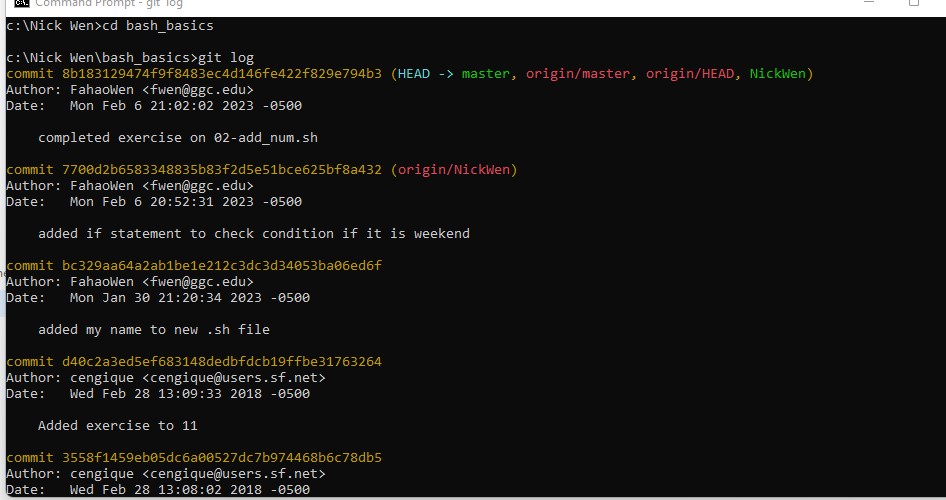 Command Prompt - git log
c:\Nick Wen>cd bash_basics
c:\Nick Wen\bash_basics>git log
commit 8b183129474f9f8483ec4d146fe422f829e794b3 (HEAD -> master, origin/master, origin/HEAD, NickWen)
Author: FahaoWen <fwen@ggc.edu>
Date:   Mon Feb 6 21:02:02 2023 -0500
    completed exercise on 02-add_num.sh
commit 7700d2b6583348835b83f2d5e51bce625bf8a432 (origin/NickWen)
Author: FahaoWen <fwen@ggc.edu>
Date:   Mon Feb 6 20:52:31 2023 -0500
    added if statement to check condition if it is weekend
commit bc329aa64a2ab1be1e212c3dc3d34053ba06ed6f
Author: FahaoWen <fwen@ggc.edu>
Date:   Mon Jan 30 21:20:34 2023 -0500
    added my name to new .sh file
commit d40c2a3ed5ef683148dedbfdcb19ffbe31763264
Author: cengique <cengique@users.sf.net>
Date:   Wed Feb 28 13:09:33 2018 -0500
    Added exercise to 11
commit 3558f1459eb05dc6a00527dc7b974468b6c78db5
Author: cengique <cengique@users.sf.net>
Date:   Wed Feb 28 13:08:02 2018 -0500